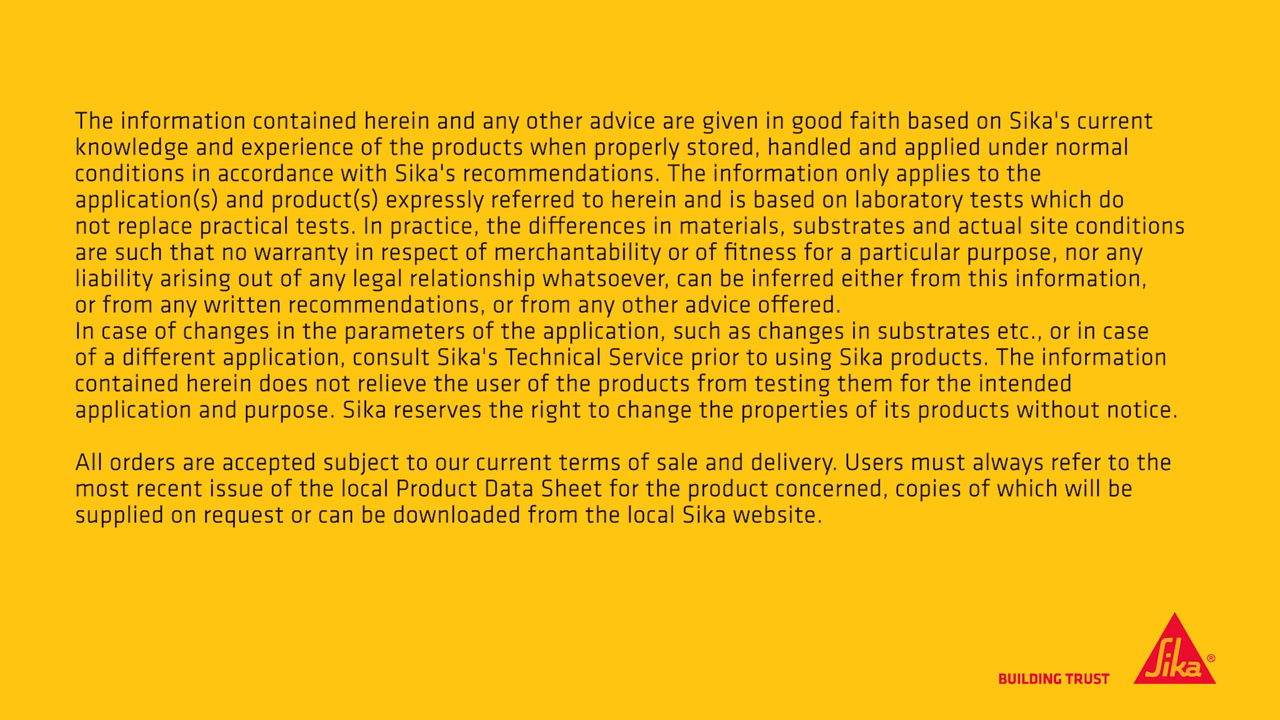 The information contained herein and any other advice are given in good faith based on Sika's current
knowledge and experience of the products when properly stored, handled and applied under normal
conditions in accordance with Sika's recommendations. The information only applies to the
application(s) and product(s) expressly referred to herein and is based on laboratory tests which do
not replace practical tests. In practice, the differences in materials, substrates and actual site conditions
are such that no warranty in respect of merchantability or of fitness for a particular purpose, nor any
liability arising out of any legal relationship whatsoever, can be inferred either from this information,
or from any written recommendations, or from any other advice offered.
In case of changes in the parameters of the application, such as changes in substrates etc., or in case
of a different application, consult Sika's Technical Service prior to using Sika products. The information
contained herein does not relieve the user of the products from testing them for the intended
application and purpose. Sika reserves the right to change the properties of its products without notice.
All orders are accepted subject to our current terms of sale and delivery. Users must always refer to the
most recent issue of the local Product Data Sheet for the product concerned, copies of which will be
supplied on request or can be downloaded from the local Sika website.
BUILDING TRUST
Sika®